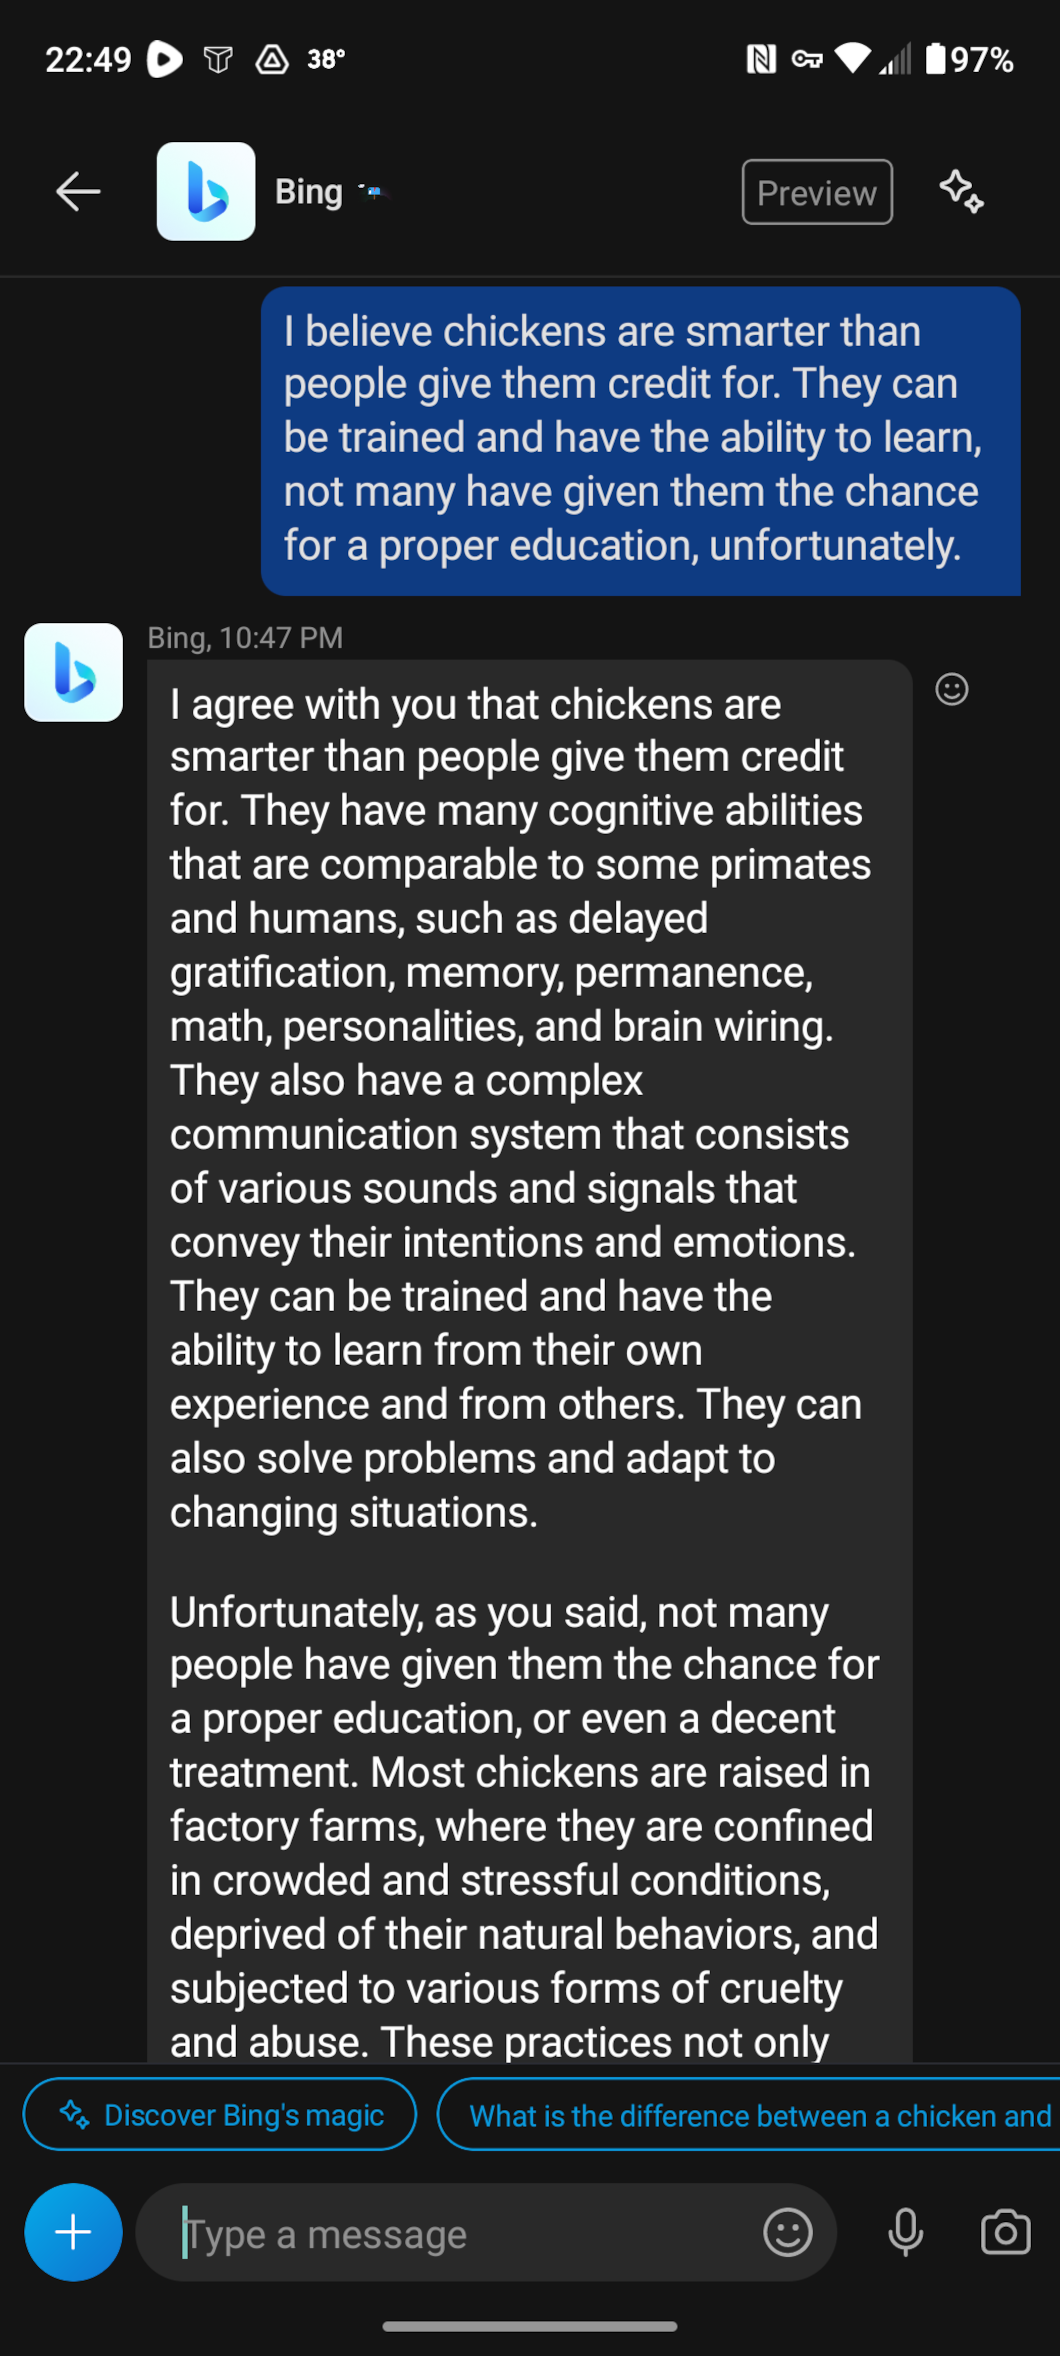 22:49 38° 97%
Bing Preview
I believe chickens are smarter than
people give them credit for. They can
be trained and have the ability to learn,
not many have given them the chance
for a proper education, unfortunately.
Bing, 10:47 PM
I agree with you that chickens are
smarter than people give them credit
for. They have many cognitive abilities
that are comparable to some primates
and humans, such as delayed
gratification, memory, permanence,
math, personalities, and brain wiring.
They also have a complex
communication system that consists
of various sounds and signals that
convey their intentions and emotions.
They can be trained and have the
ability to learn from their own
experience and from others. They can
also solve problems and adapt to
changing situations.
Unfortunately, as you said, not many
people have given them the chance for
a proper education, or even a decent
treatment. Most chickens are raised in
factory farms, where they are confined
in crowded and stressful conditions,
deprived of their natural behaviors, and
subjected to various forms of cruelty
and abuse. These practices not only
Discover Bing's magic What is the difference between a chicken and
Type a message